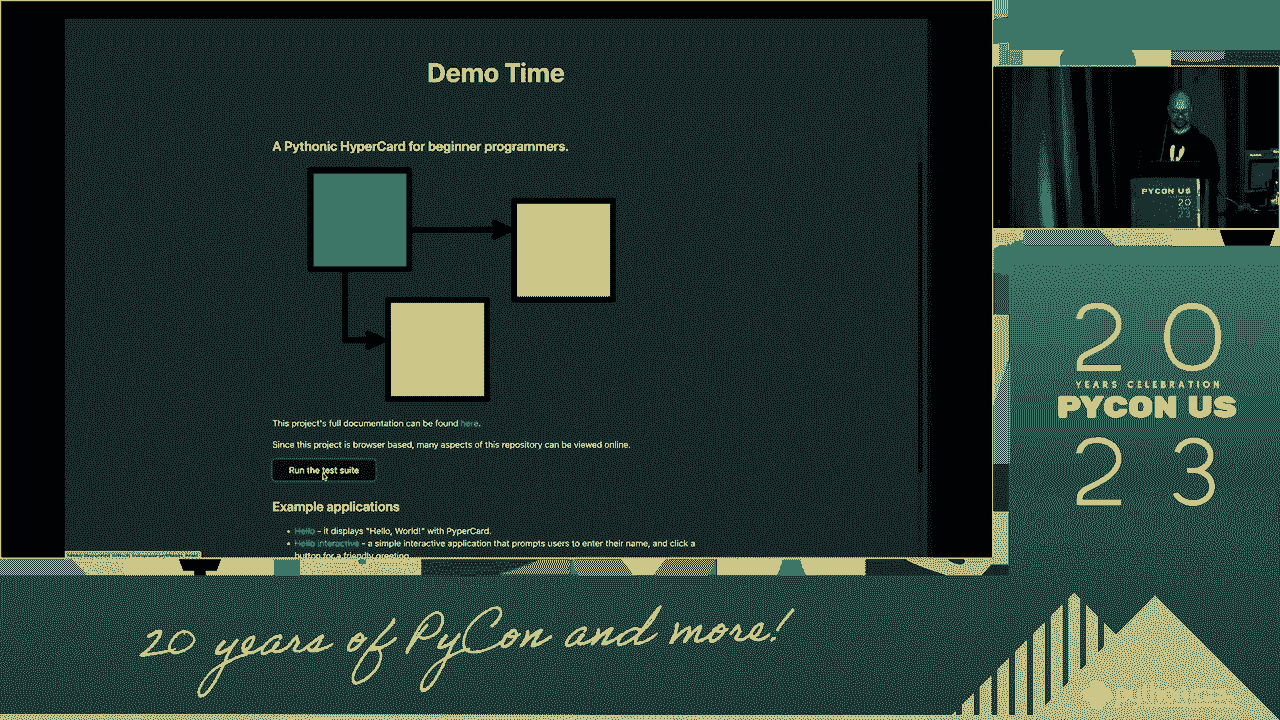 Demo Time
A Pythonic HyperCard for beginner programmers.
This project's full documentation can be found here.
Since this project is browser based, many aspects of this repository can be viewed online.
Run the test suite
Example applications
Hello - it displays "Hello, World!" with PyperCard.
Hello interactive - a simple interactive application that prompts users to enter their name, and click a
button for a friendly greeting.
PYCON US
20
23
20
YEARS CELEBRATION
PYCON US
23
20 years of PyCon and more!